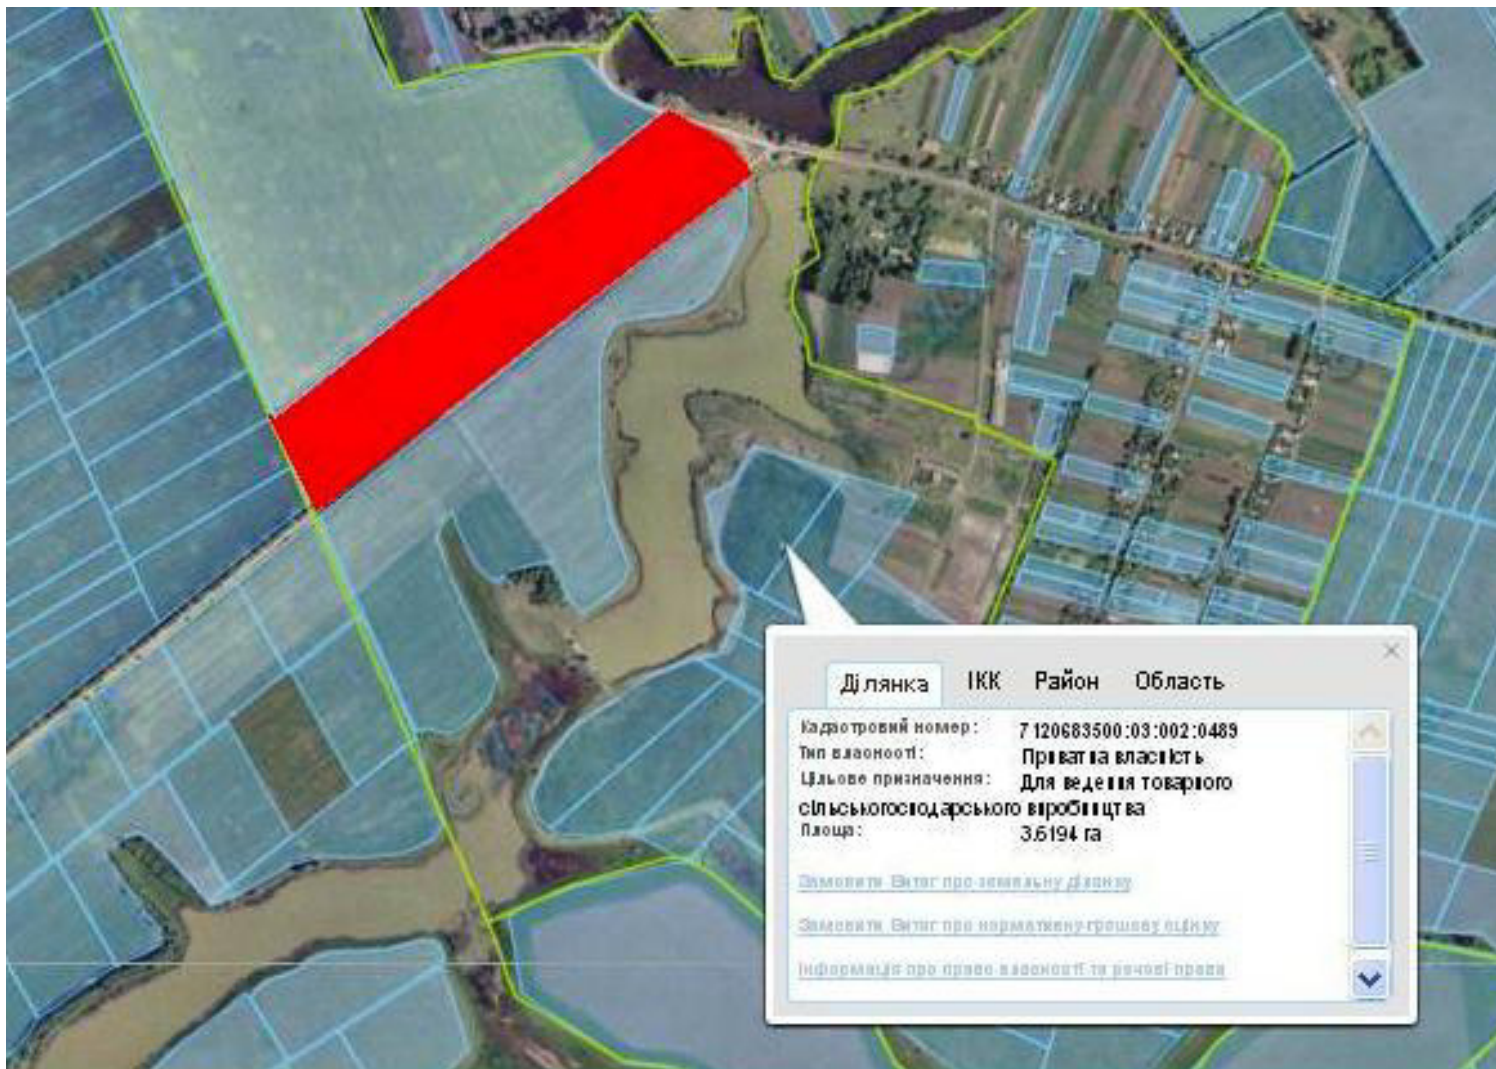 Ділянка ІКК Район Область
Кадастровий номер: 7120683500:03:002:0489
Тип власності: Приватна власність
Цільове призначення: Для ведення товарного
сільськогосподарського виробництва
Площа: 3.6194 га
Замовити Витяг про земельну ділянку
Замовити Витяг про нормативну грошову оцінку
Інформація про право власності та речові права